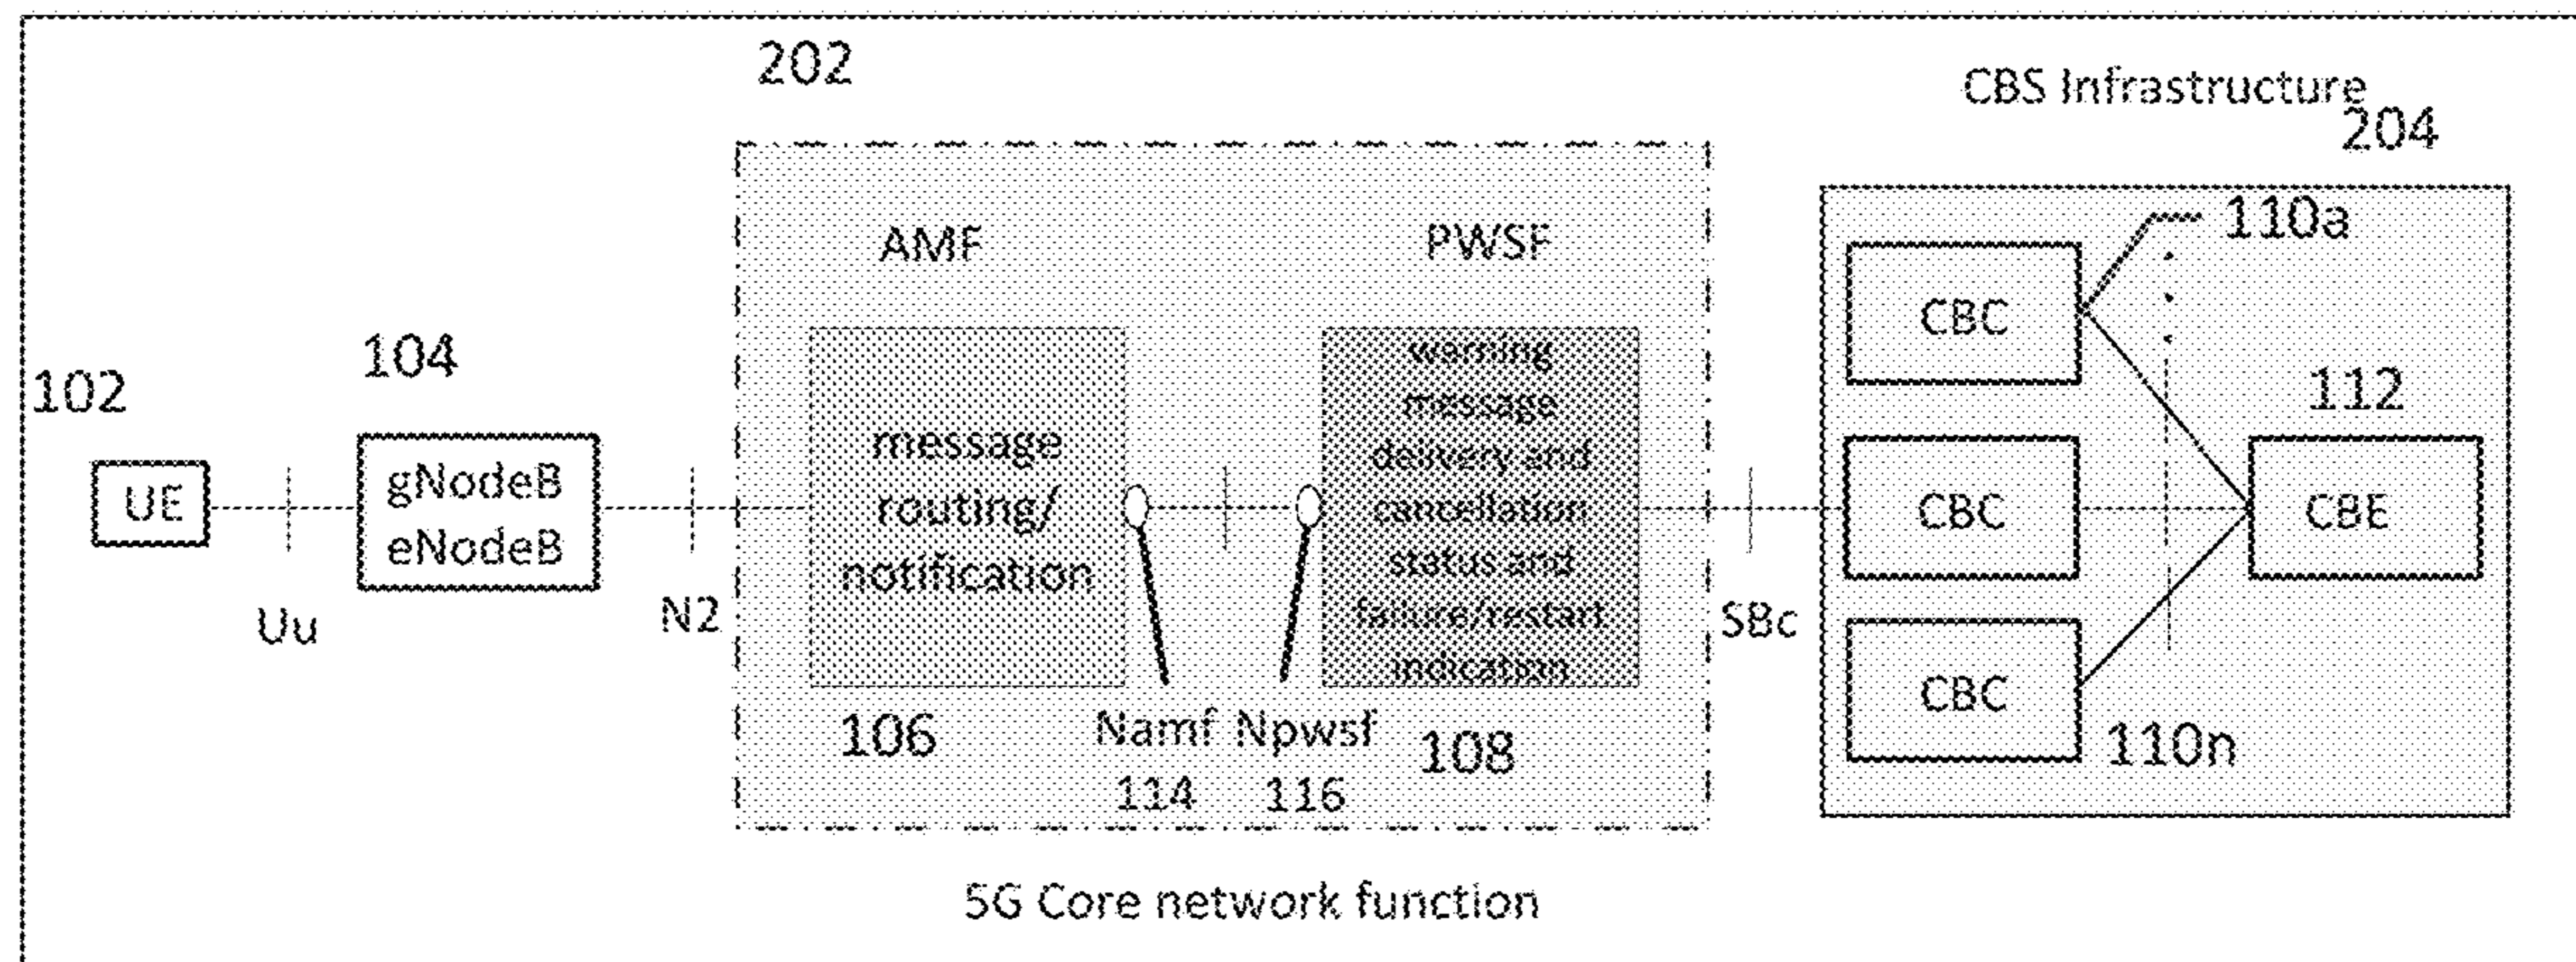 202
CBS Infrastructure
204
AMF
PWSF
110a
102
104
UE
gNodeB
eNodeB
Uu
N2
message
routing/
notification
106
Namf
114
Npwsf
116
warning
message
delivery and
cancellation
status and
failure/restart
indication
108
SBc
CBC
CBC
CBC
110n
112
CBE
5G Core network function